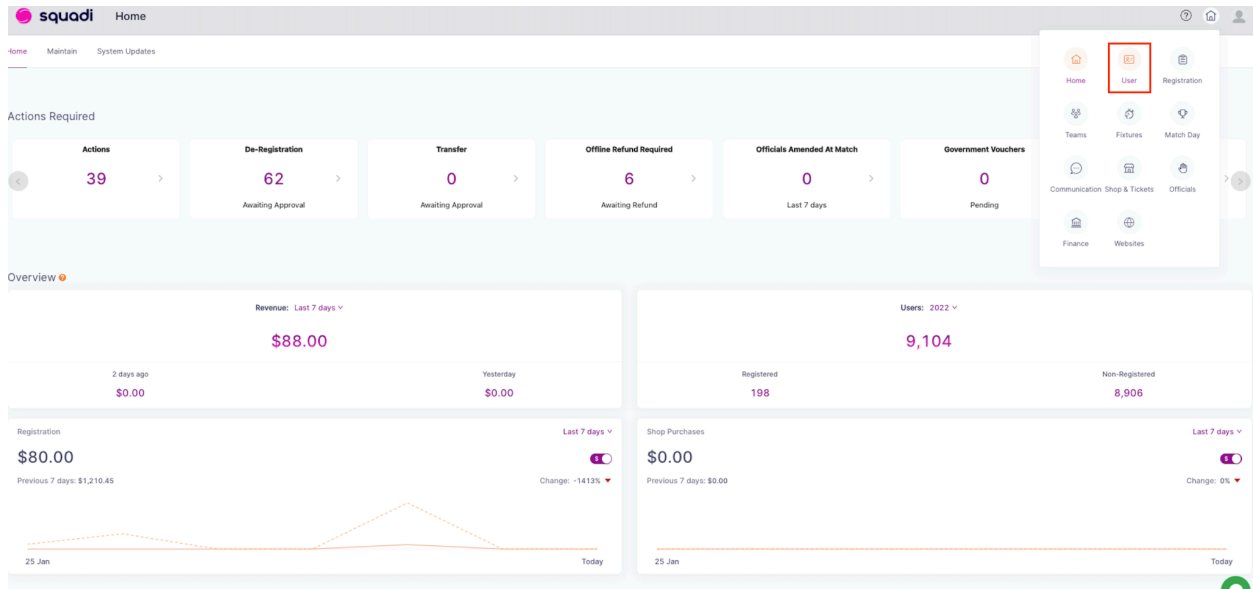 squadi Home
Home Maintain System Updates
Home User Registration
Teams Fixtures Match Day
Communication Shop & Tickets Officials
Finance Websites
Actions Required
Actions
39
De-Registration
62
Awaiting Approval
Transfer
0
Awaiting Approval
Offline Refund Required
6
Awaiting Refund
Officials Amended At Match
0
Last 7 days
Government Vouchers
0
Pending
Overview
Revenue: Last 7 days
$88.00
2 days ago
$0.00
Yesterday
$0.00
Users: 2022
9,104
Registered
198
Non-Registered
8,906
Registration Last 7 days
$80.00
$
Previous 7 days: $1,210.45 Change: -1413%
25 Jan Today
Shop Purchases Last 7 days
$0.00
$
Previous 7 days: $0.00 Change: 0%
25 Jan Today